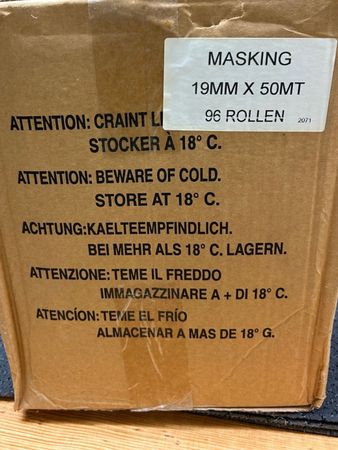 MASKING
19MM X 50MT
96 ROLLEN 2071
ATTENTION: CRAINT
STOCKER À 18° C.
ATTENTION: BEWARE OF COLD.
STORE AT 18° C.
ACHTUNG:KAELTEEMPFINDLICH.
BEI MEHR ALS 18° C. LAGERN.
ATTENZIONE: TEME IL FREDDO
IMMAGAZZINARE A + DI 18° C.
ATENCÍON: TEME EL FRÍO
ALMACENAR A MAS DE 18° G.